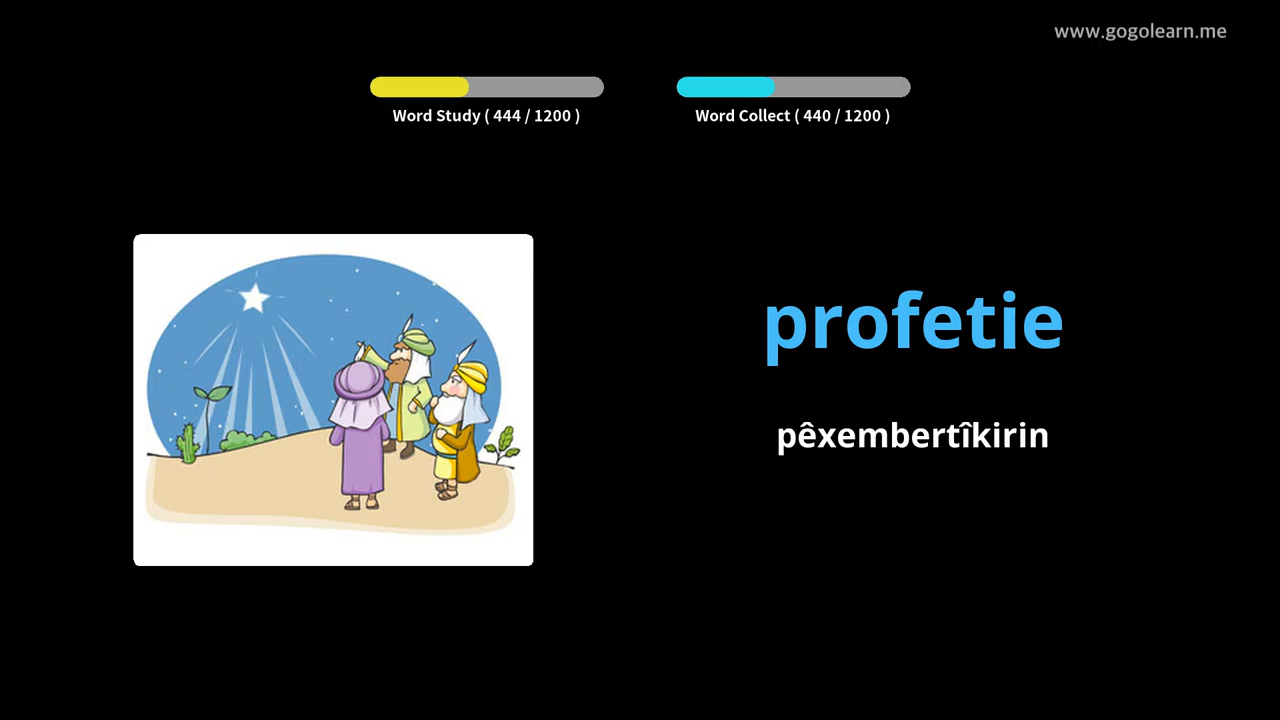 www.gogolearn.me
Word Study ( 444 / 1200 )
Word Collect ( 440 / 1200 )
profetie
pêxembertîkirin